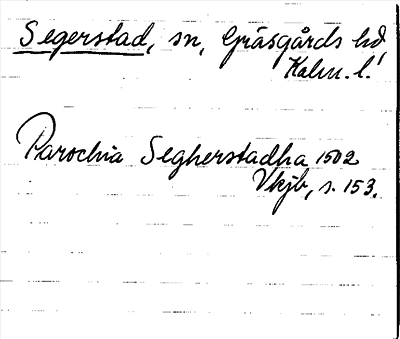 Segerstad, sn, Gräsgårds hd
Kalm. l.
Parochia Segherstadha 1502
Vkjb, s. 153.